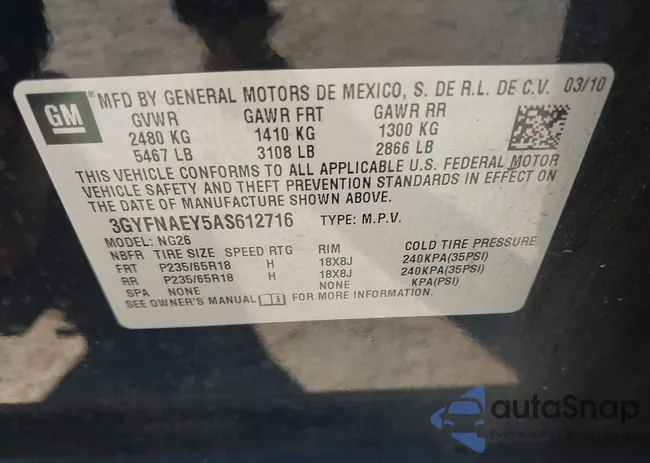 GM
MFD BY GENERAL MOTORS DE MEXICO, S. DE R.L. DE C.V. 03/10
GVWR GAWR FRT GAWR RR
2480 KG 1410 KG 1300 KG
5467 LB 3108 LB 2866 LB
THIS VEHICLE CONFORMS TO ALL APPLICABLE U.S. FEDERAL MOTOR
VEHICLE SAFETY AND THEFT PREVENTION STANDARDS IN EFFECT ON
THE DATE OF MANUFACTURE SHOWN ABOVE.
3GYFNAEY5AS612716 TYPE: M.P.V.
MODEL: NG26
NBFR TIRE SIZE SPEED RTG RIM COLD TIRE PRESSURE
FRT P235/65R18 H 18X8J 240KPA(35PSI)
RR P235/65R18 H 18X8J 240KPA(35PSI)
SPA NONE NONE KPA(PSI)
SEE OWNER'S MANUAL FOR MORE INFORMATION.
autoSnap